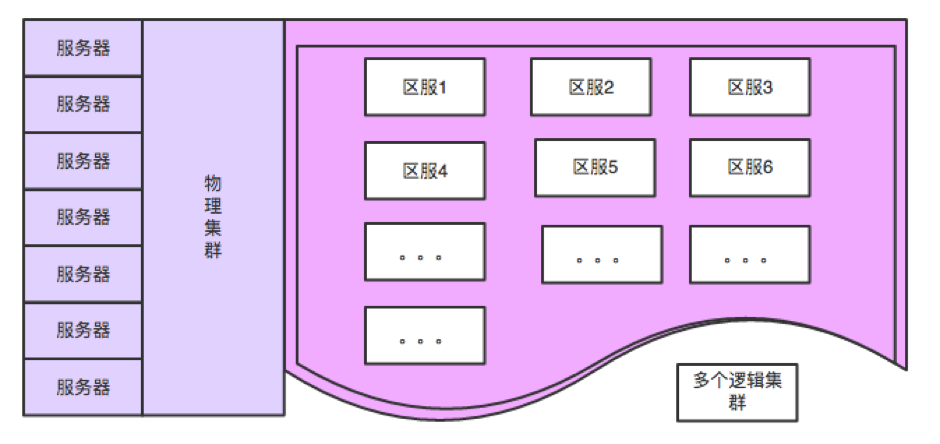 服务器
服务器
服务器
服务器
服务器
服务器
服务器
物
理
集
群
区服1
区服2
区服3
区服4
区服5
区服6
。。。
。。。
。。。
。。。
多个逻辑集
群